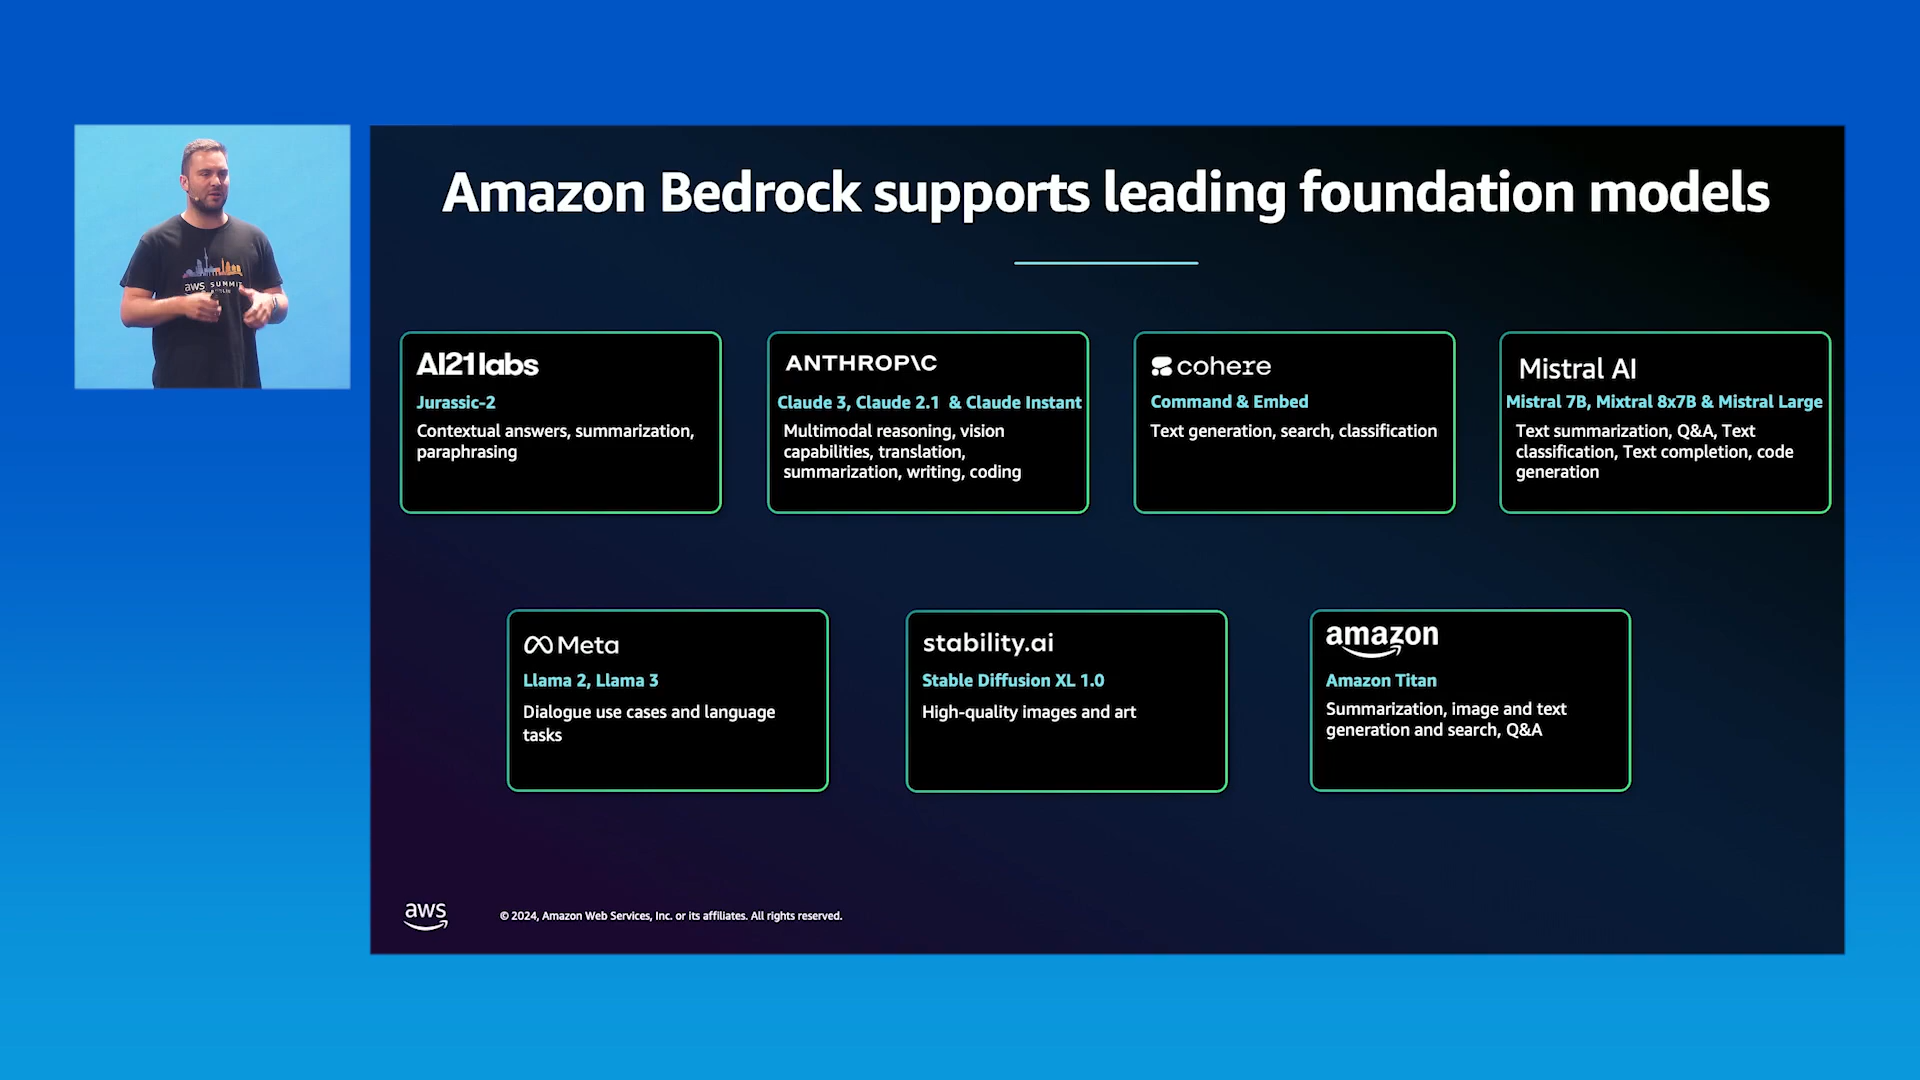 Amazon Bedrock supports leading foundation models
AI21labs
Jurassic-2
Contextual answers, summarization,
paraphrasing
ANTHROP\C
Claude 3, Claude 2.1 & Claude Instant
Multimodal reasoning, vision
capabilities, translation,
summarization, writing, coding
cohere
Command & Embed
Text generation, search, classification
Mistral AI
Mistral 7B, Mixtral 8x7B & Mistral Large
Text summarization, Q&A, Text
classification, Text completion, code
generation
Meta
Llama 2, Llama 3
Dialogue use cases and language
tasks
stability.ai
Stable Diffusion XL 1.0
High-quality images and art
amazon
Amazon Titan
Summarization, image and text
generation and search, Q&A
aws
© 2024, Amazon Web Services, Inc. or its affiliates. All rights reserved.
aws SUMMIT